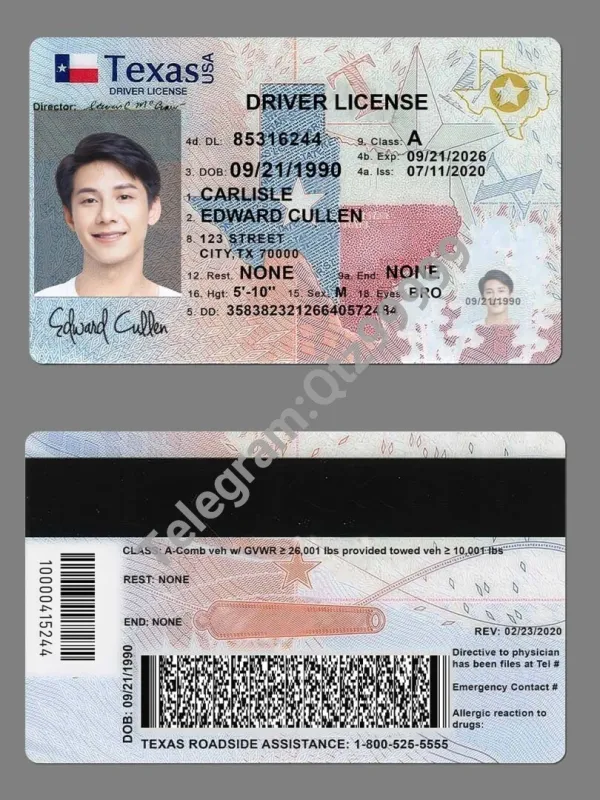 Texas USA
DRIVER LICENSE
Director:
DRIVER LICENSE
4d. DL: 85316244 9. Class: A
4b. Exp: 09/21/2026
3. DOB: 09/21/1990 4a. Iss: 07/11/2020
1. CARLISLE
2. EDWARD CULLEN
8. 123 STREET
CITY,TX 70000
12. Rest. NONE 9a. End. NONE
16. Hgt: 5'-10" 15. Sex. M 18. Eyes BRO
5. DD:
09/21/1990
Edward Cullen
CLASS: A-Comb veh w/ GVWR ≥ 26,001 lbs provided towed veh ≥ 10,001 lbs
REST: NONE
END: NONE
10000415244
REV: 02/23/2020
Directive to physician
has been files at Tel #
Emergency Contact #
Allergic reaction to
drugs:
DOB: 09/21/1990
TEXAS ROADSIDE ASSISTANCE: 1-800-525-5555